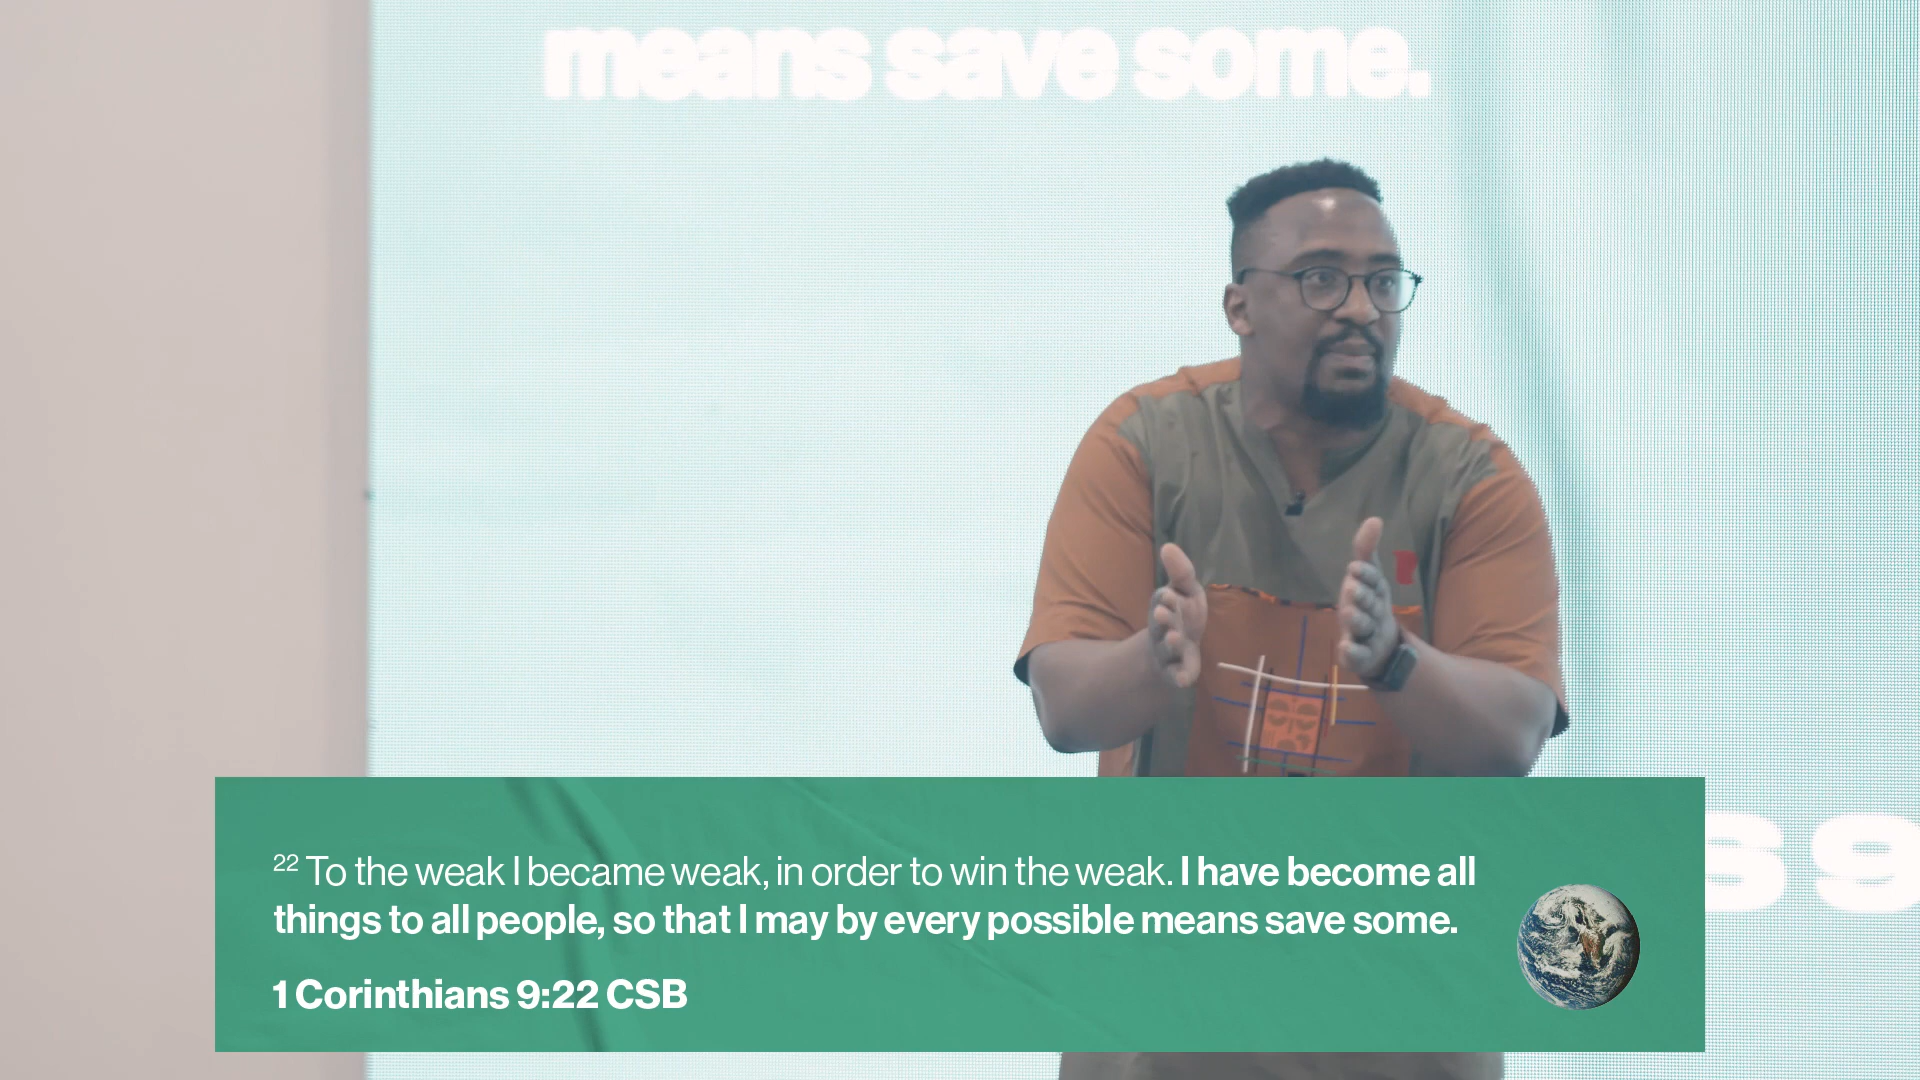 means save some.
22 To the weak I became weak, in order to win the weak. I have become all
things to all people, so that I may by every possible means save some.
1 Corinthians 9:22 CSB
s 9